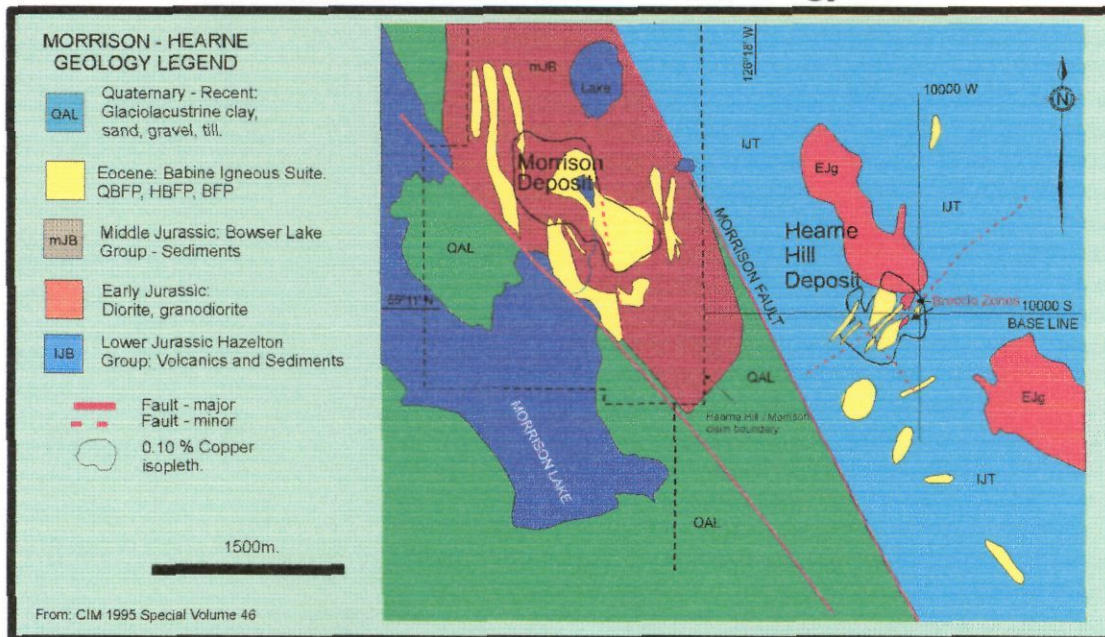 MORRISON - HEARNE
GEOLOGY LEGEND
QAL
Quaternary - Recent:
Glaciolacustrine clay,
sand, gravel, till.
Eocene: Babine Igneous Suite.
QBFP, HBFP, BFP
mJB
Middle Jurassic: Bowser Lake
Group - Sediments
Early Jurassic:
Diorite, granodiorite
IJB
Lower Jurassic Hazelton
Group: Volcanics and Sediments
Fault - major
Fault - minor
0.10 % Copper
isopleth.
1500m.
From: CIM 1995 Special Volume 46
mJB
Lake
126°18' W
10000 W
N
IJT
EJg
IJT
Morrison
Deposit
MORRISON FAULT
Hearne
Hill
Deposit
QAL
55°11' N
Breccia Zones
10000 S
BASE LINE
QAL
EJg
Hearne Hill / Morrison
claim boundary
MORRISON LAKE
IJT
QAL